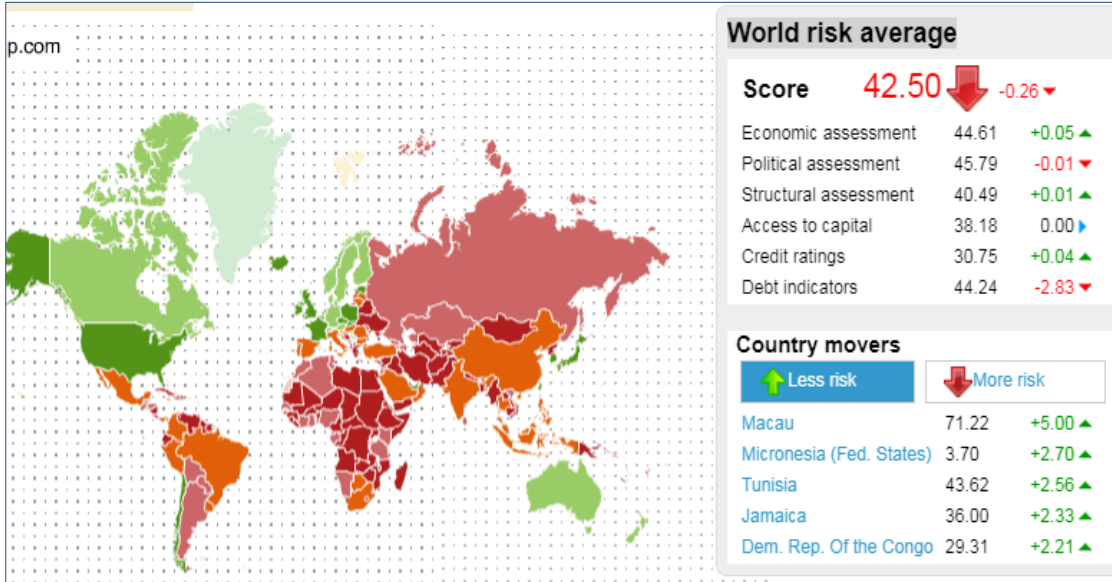 p.com
World risk average
Score 42.50 -0.26
Economic assessment 44.61 +0.05
Political assessment 45.79 -0.01
Structural assessment 40.49 +0.01
Access to capital 38.18 0.00
Credit ratings 30.75 +0.04
Debt indicators 44.24 -2.83
Country movers
Less risk More risk
Macau 71.22 +5.00
Micronesia (Fed. States) 3.70 +2.70
Tunisia 43.62 +2.56
Jamaica 36.00 +2.33
Dem. Rep. Of the Congo 29.31 +2.21